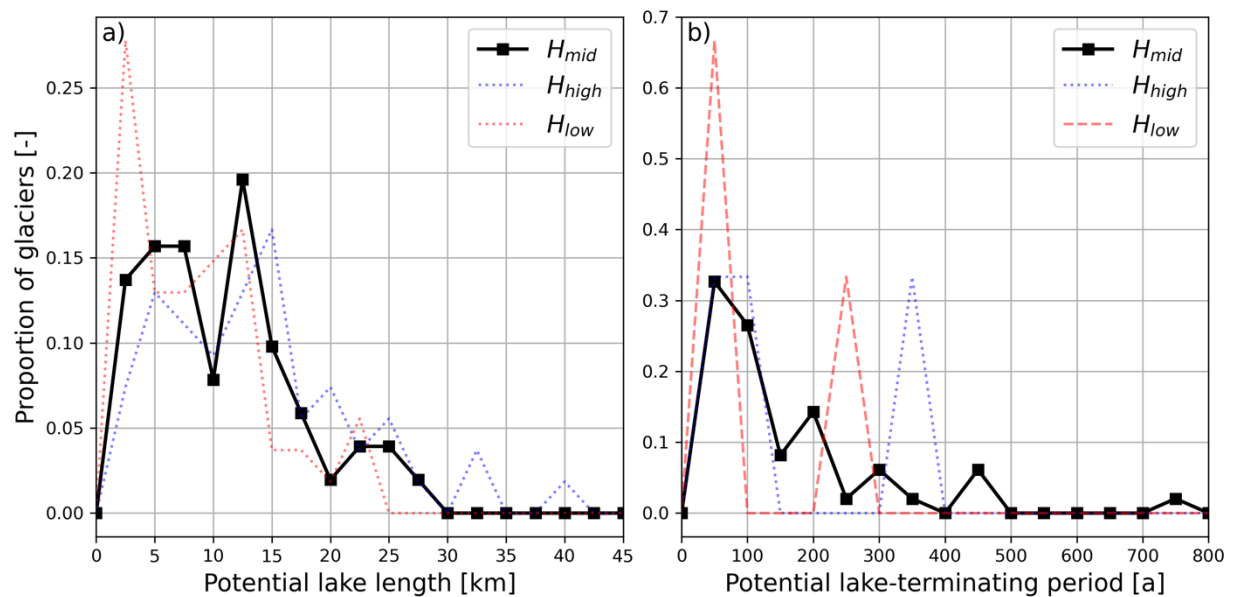 a)
H_mid
H_high
H_low
0.25
0.20
0.15
0.10
0.05
0.00
Proportion of glaciers [-]
0 5 10 15 20 25 30 35 40 45
Potential lake length [km]
b)
H_mid
H_high
H_low
0.7
0.6
0.5
0.4
0.3
0.2
0.1
0.0
0 100 200 300 400 500 600 700 800
Potential lake-terminating period [a]